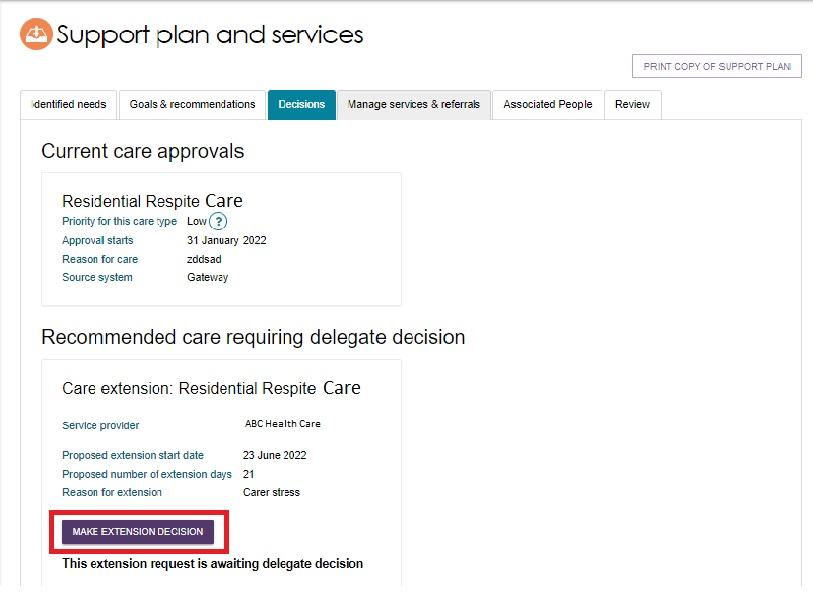 Support plan and services
PRINT COPY OF SUPPORT PLAN
Identified needs Goals & recommendations Decisions Manage services & referrals Associated People Review
Current care approvals
Residential Respite Care
Priority for this care type Low ?
Approval starts 31 January 2022
Reason for care zddsad
Source system Gateway
Recommended care requiring delegate decision
Care extension: Residential Respite Care
Service provider ABC Health Care
Proposed extension start date 23 June 2022
Proposed number of extension days 21
Reason for extension Carer stress
MAKE EXTENSION DECISION
This extension request is awaiting delegate decision